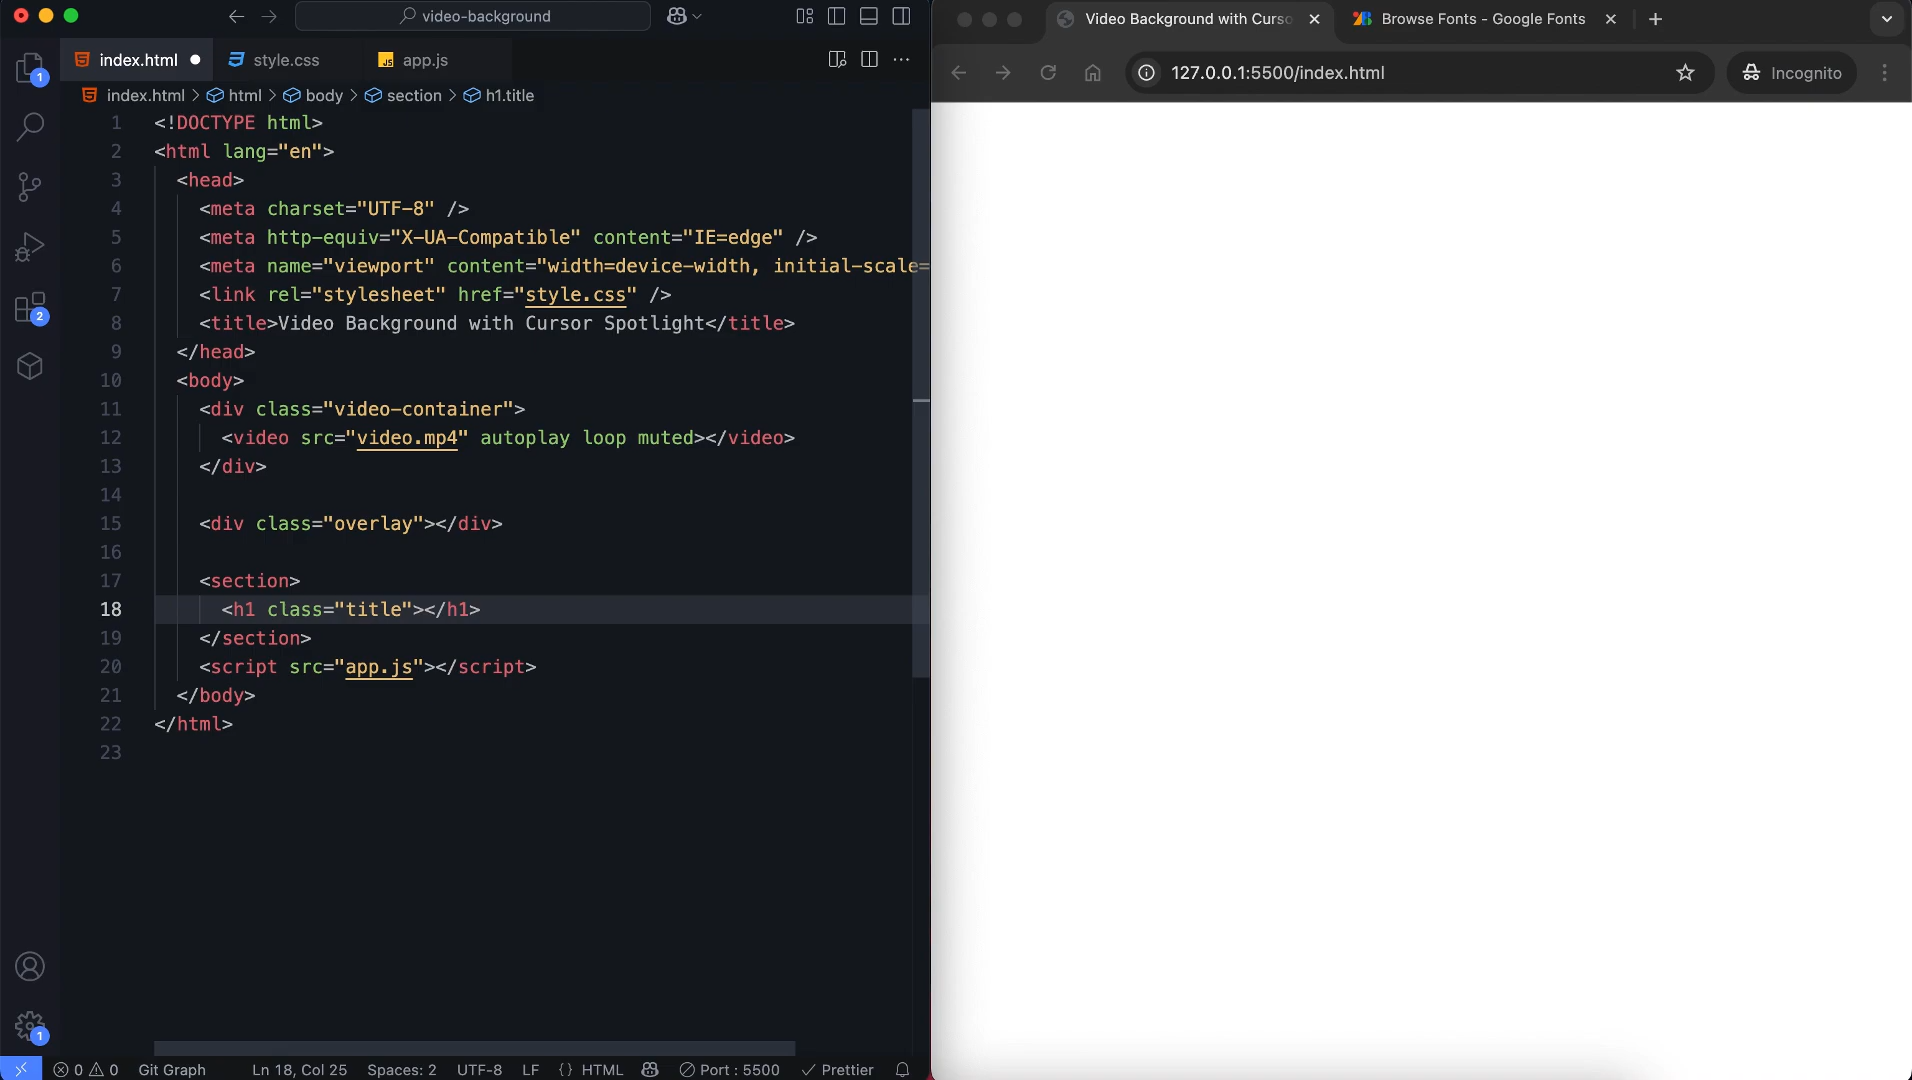 video-background
index.html
style.css
app.js
index.html > html > body > section > h1.title
1 <!DOCTYPE html>
2 <html lang="en">
3 <head>
4 <meta charset="UTF-8" />
5 <meta http-equiv="X-UA-Compatible" content="IE=edge" />
6 <meta name="viewport" content="width=device-width, initial-scale=
7 <link rel="stylesheet" href="style.css" />
8 <title>Video Background with Cursor Spotlight</title>
9 </head>
10 <body>
11 <div class="video-container">
12 <video src="video.mp4" autoplay loop muted></video>
13 </div>
14
15 <div class="overlay"></div>
16
17 <section>
18 <h1 class="title"></h1>
19 </section>
20 <script src="app.js"></script>
21 </body>
22 </html>
23
1
2
1
0 0 Git Graph Ln 18, Col 25 Spaces: 2 UTF-8 LF {} HTML Port : 5500 Prettier
Video Background with Curso
Browse Fonts - Google Fonts
127.0.0.1:5500/index.html
Incognito